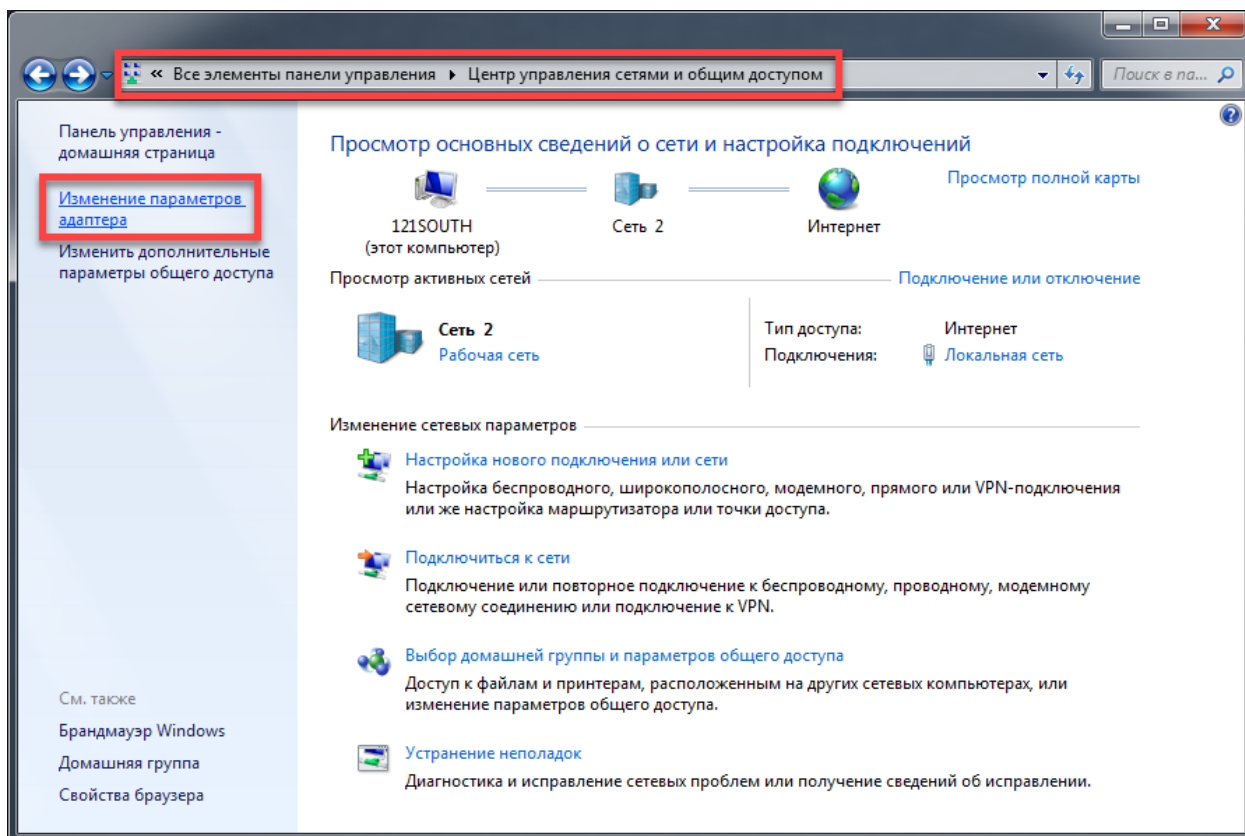 « Все элементы панели управления ▸ Центр управления сетями и общим доступом
Поиск в па...
Панель управления -
домашняя страница
Изменение параметров
адаптера
Изменить дополнительные
параметры общего доступа
Просмотр основных сведений о сети и настройка подключений
Просмотр полной карты
121SOUTH
(этот компьютер)
Сеть 2
Интернет
Просмотр активных сетей
Подключение или отключение
Сеть 2
Рабочая сеть
Тип доступа: Интернет
Подключения: Локальная сеть
Изменение сетевых параметров
Настройка нового подключения или сети
Настройка беспроводного, широкополосного, модемного, прямого или VPN-подключения
или же настройка маршрутизатора или точки доступа.
Подключиться к сети
Подключение или повторное подключение к беспроводному, проводному, модемному
сетевому соединению или подключение к VPN.
Выбор домашней группы и параметров общего доступа
Доступ к файлам и принтерам, расположенным на других сетевых компьютерах, или
изменение параметров общего доступа.
Устранение неполадок
Диагностика и исправление сетевых проблем или получение сведений об исправлении.
См. также
Брандмауэр Windows
Домашняя группа
Свойства браузера